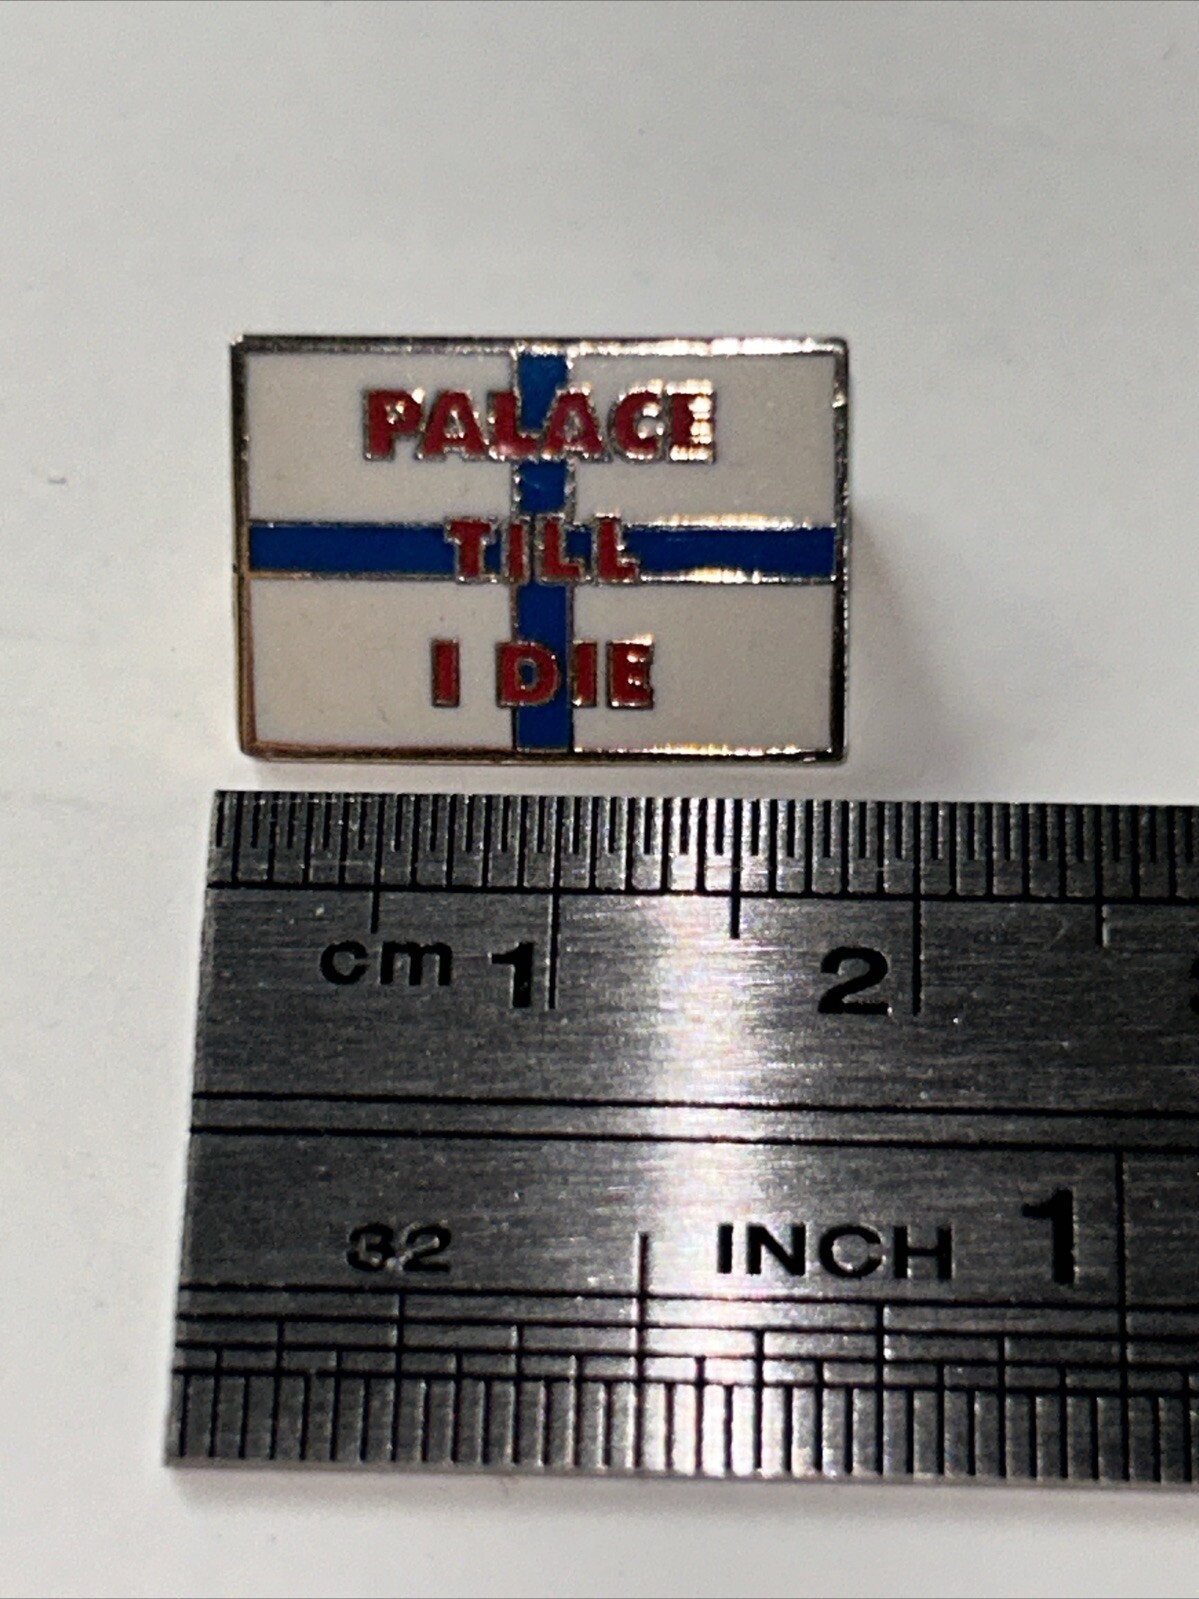 PALACE
TILL
I DIE
cm 1 2
32 INCH 1